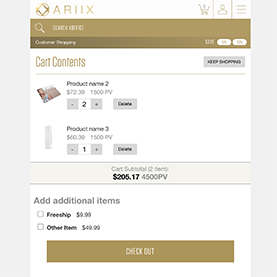 ARIIX
SEARCH KWIFIND
Customer Shopping
Cart Contents
KEEP SHOPPING
Product name 2
$72.39 1500 PV
- 2 +
Delete
Product name 3
$60.39 1500 PV
- 1 +
Delete
Cart Subtotal (2 item):
$205.17 4500PV
Add additional items
Freeship $9.99
Other Item $49.99
CHECK OUT